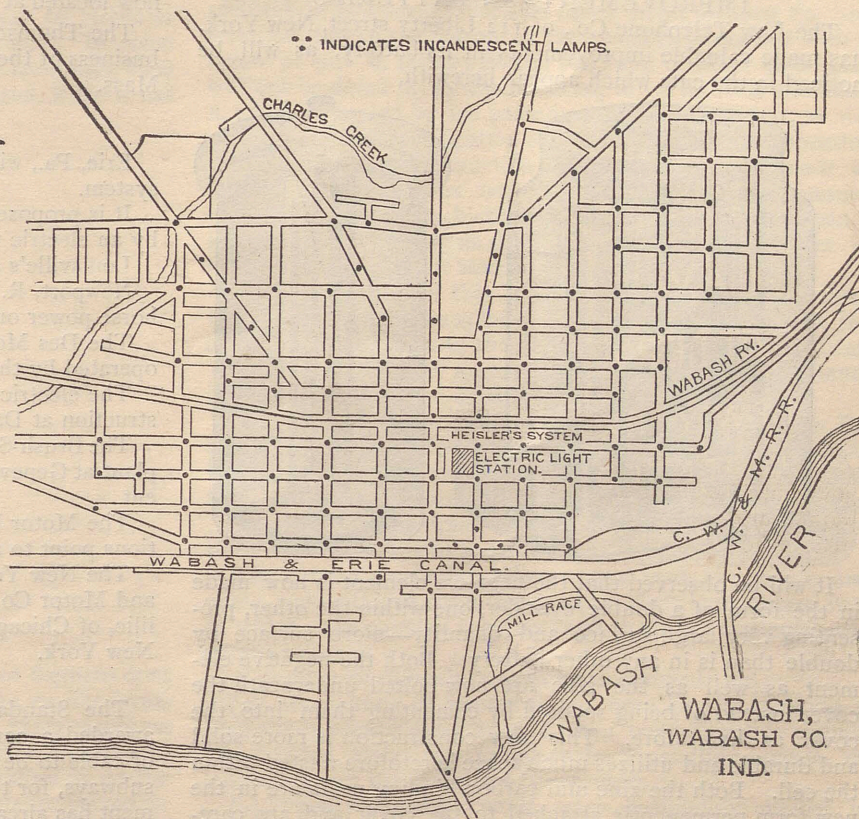 INDICATES INCANDESCENT LAMPS.
CHARLES CREEK
WABASH RY.
HEISLER'S SYSTEM
ELECTRIC LIGHT
STATION.
C. W. & M. R. R.
C. W. &
WABASH & ERIE CANAL.
MILL RACE
WABASH RIVER
WABASH,
WABASH CO.
IND.